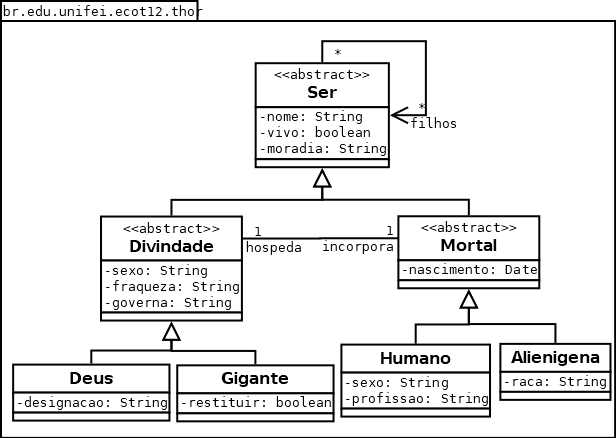 br.edu.unifei.ecot12.thor
*
<<abstract>>
Ser
-nome: String
-vivo: boolean
-moradia: String
*
filhos
<<abstract>>
Divindade
-sexo: String
-fraqueza: String
-governa: String
1
hospeda
1
incorpora
<<abstract>>
Mortal
-nascimento: Date
Deus
-designacao: String
Gigante
-restituir: boolean
Humano
-sexo: String
-profissao: String
Alienigena
-raca: String